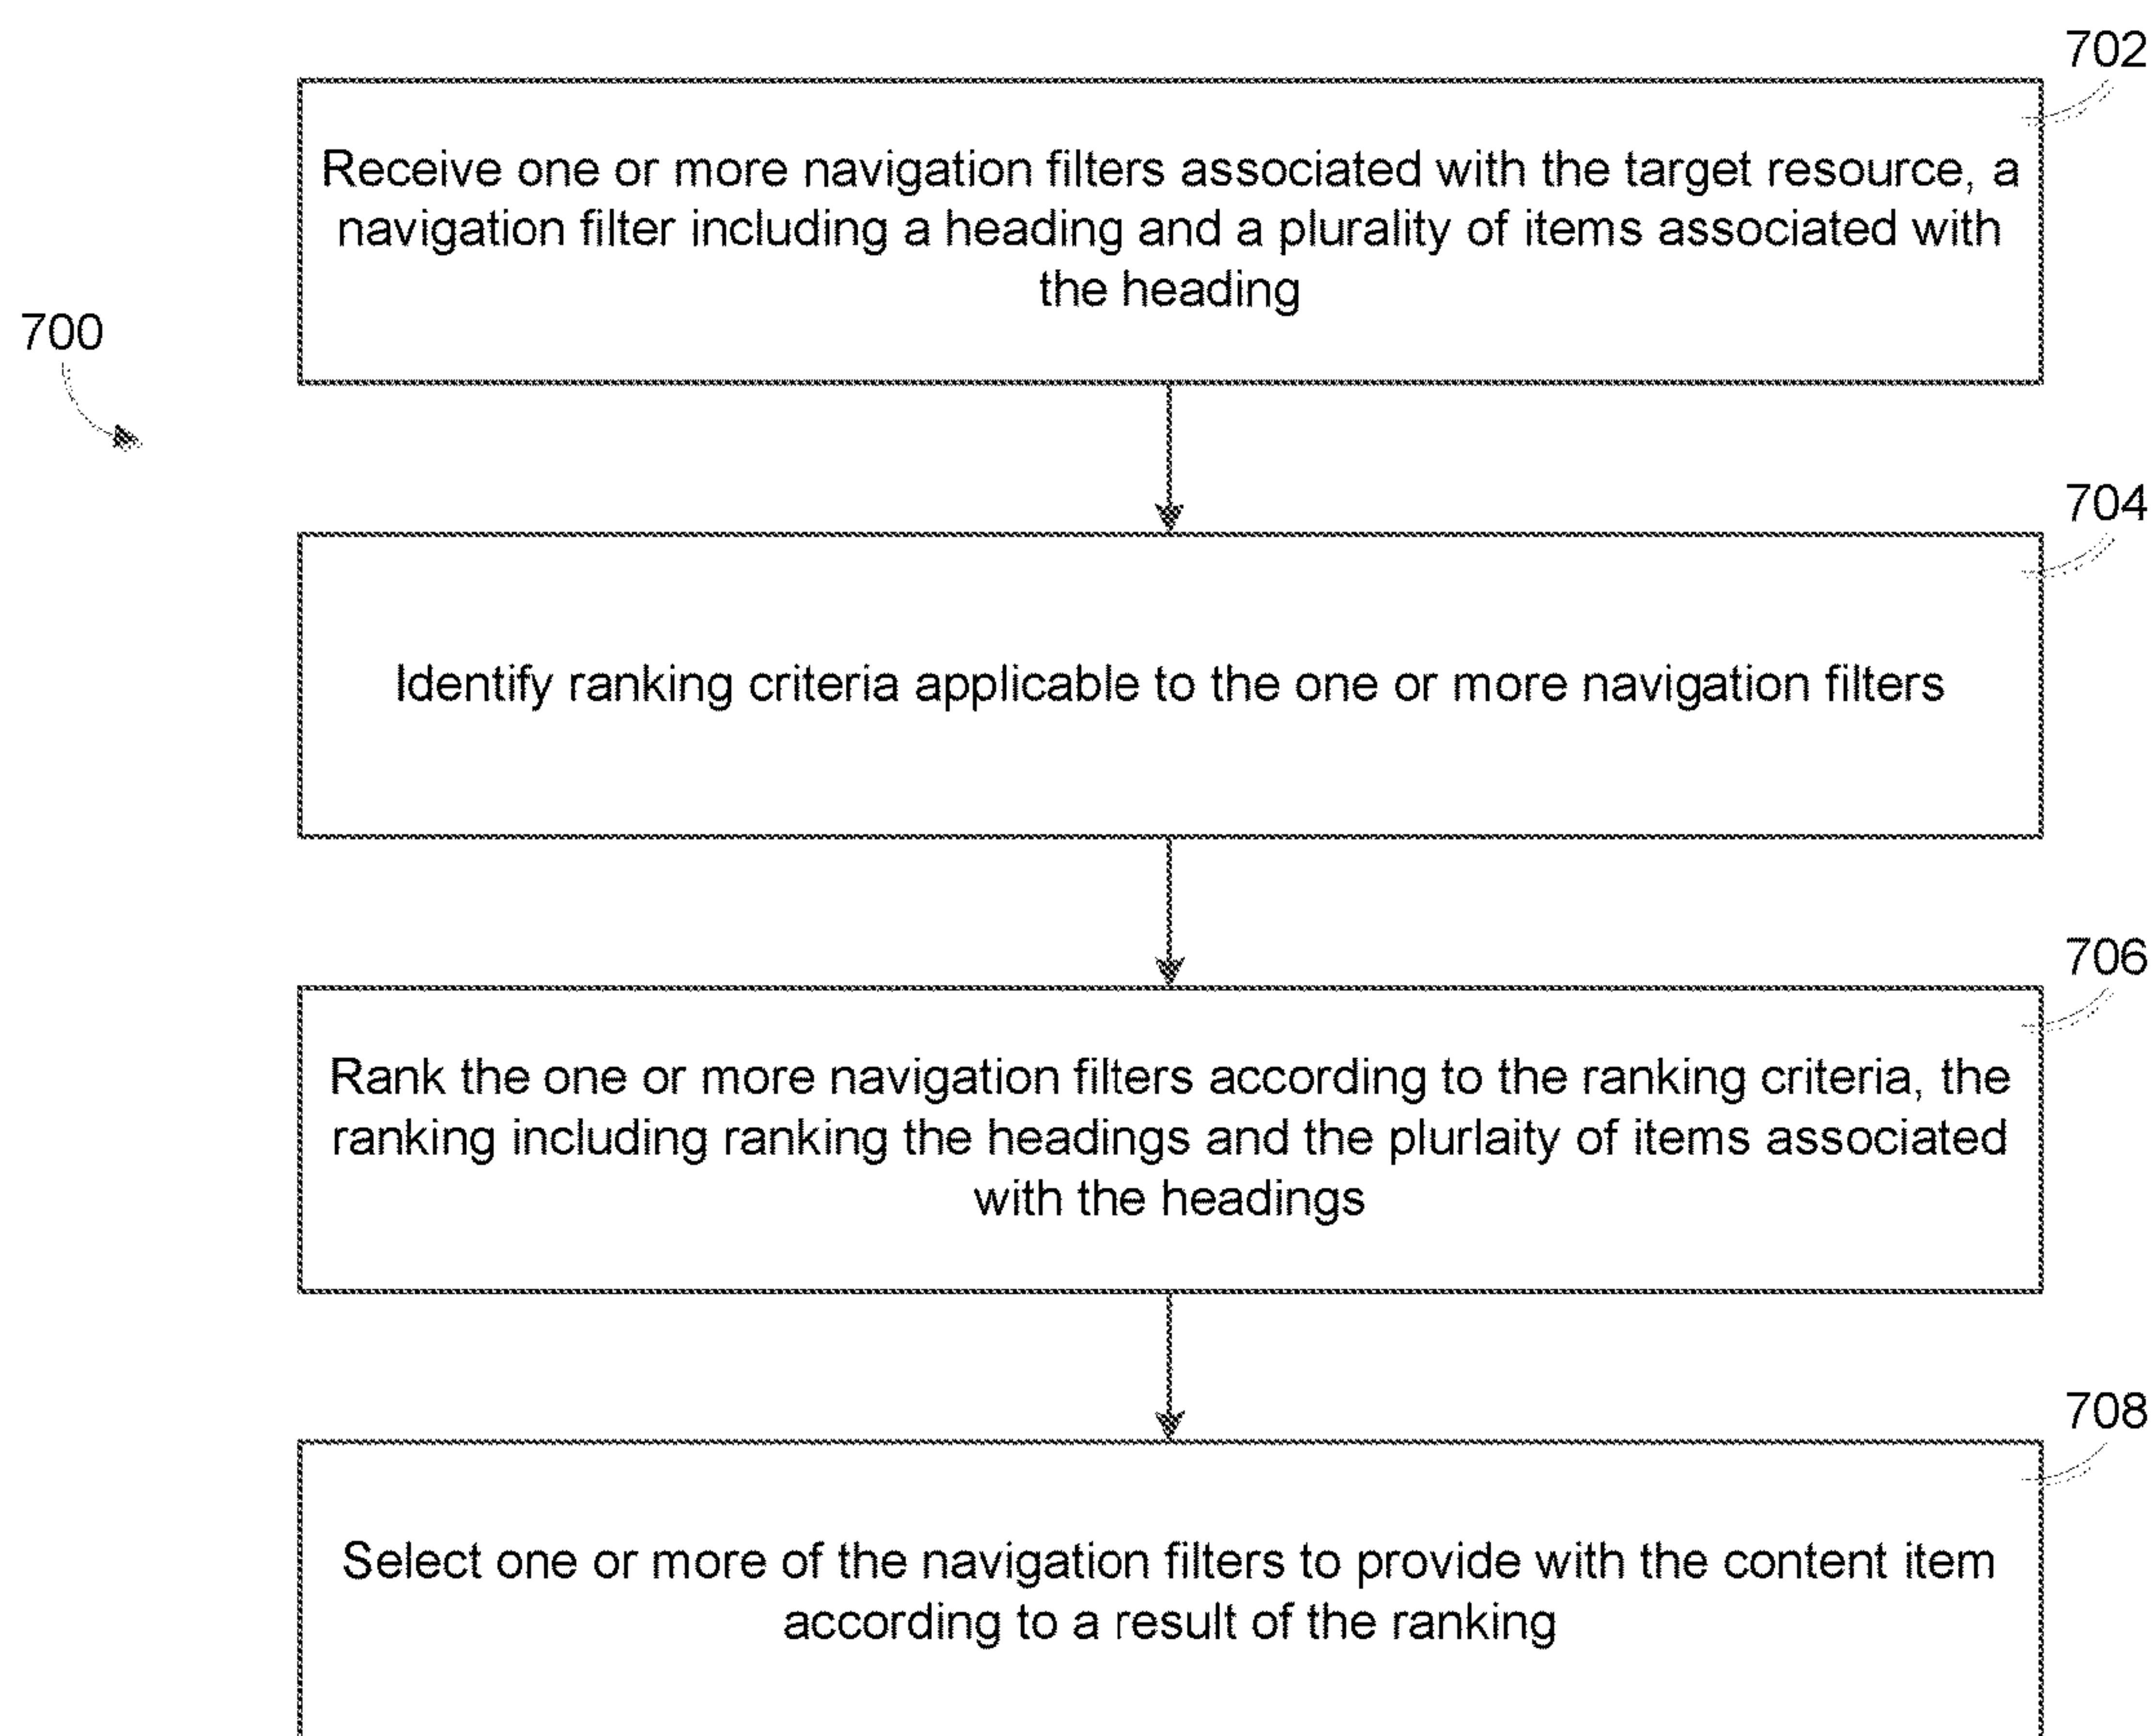 702
Receive one or more navigation filters associated with the target resource, a
navigation filter including a heading and a plurality of items associated with
the heading
700
704
Identify ranking criteria applicable to the one or more navigation filters
706
Rank the one or more navigation filters according to the ranking criteria, the
ranking including ranking the headings and the plurlaity of items associated
with the headings
708
Select one or more of the navigation filters to provide with the content item
according to a result of the ranking